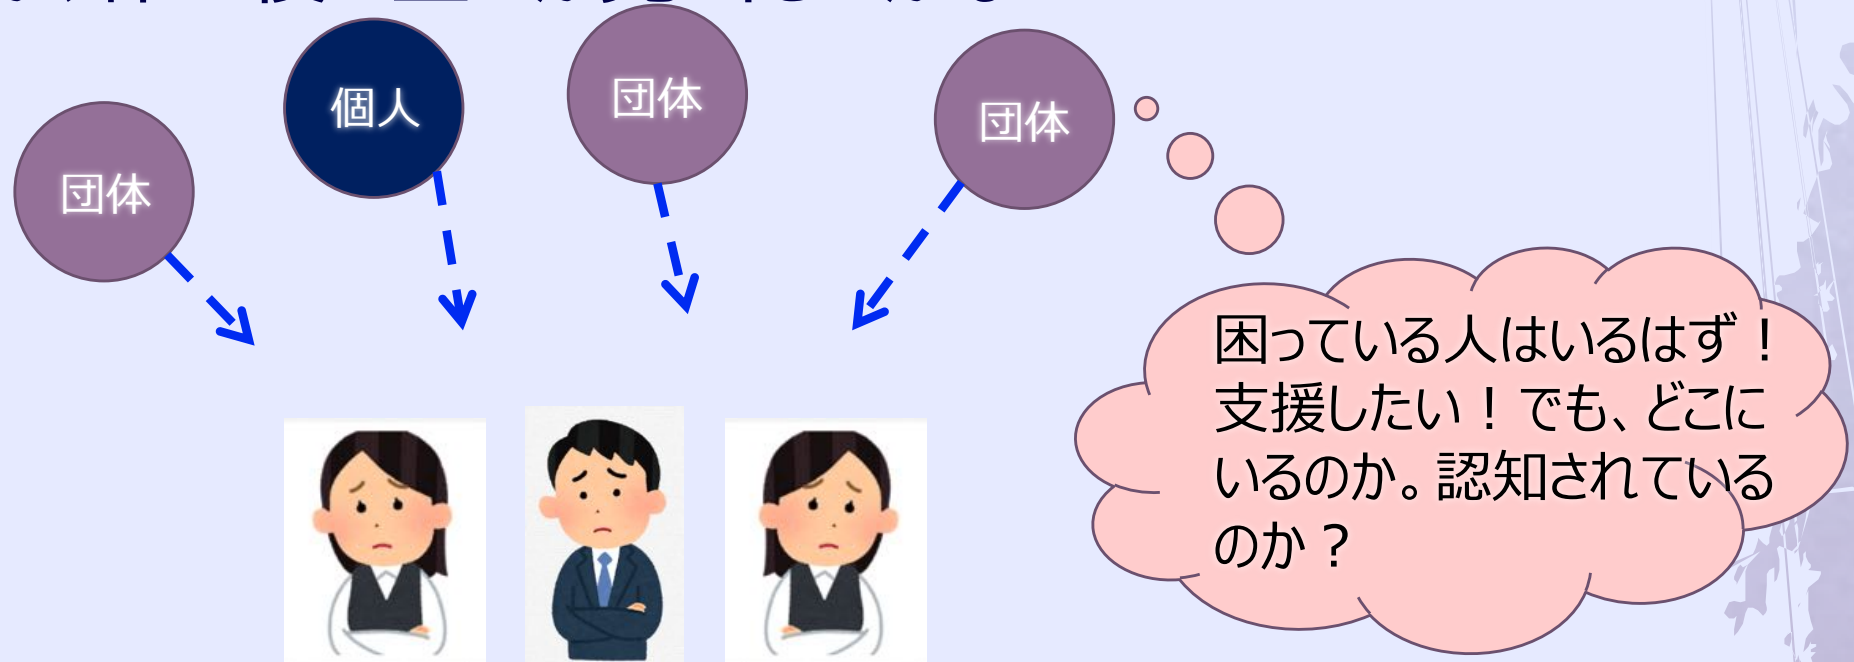 団体
個人
団体
団体
困っている人はいるはず！
支援したい！でも、どこに
いるのか。認知されている
のか？